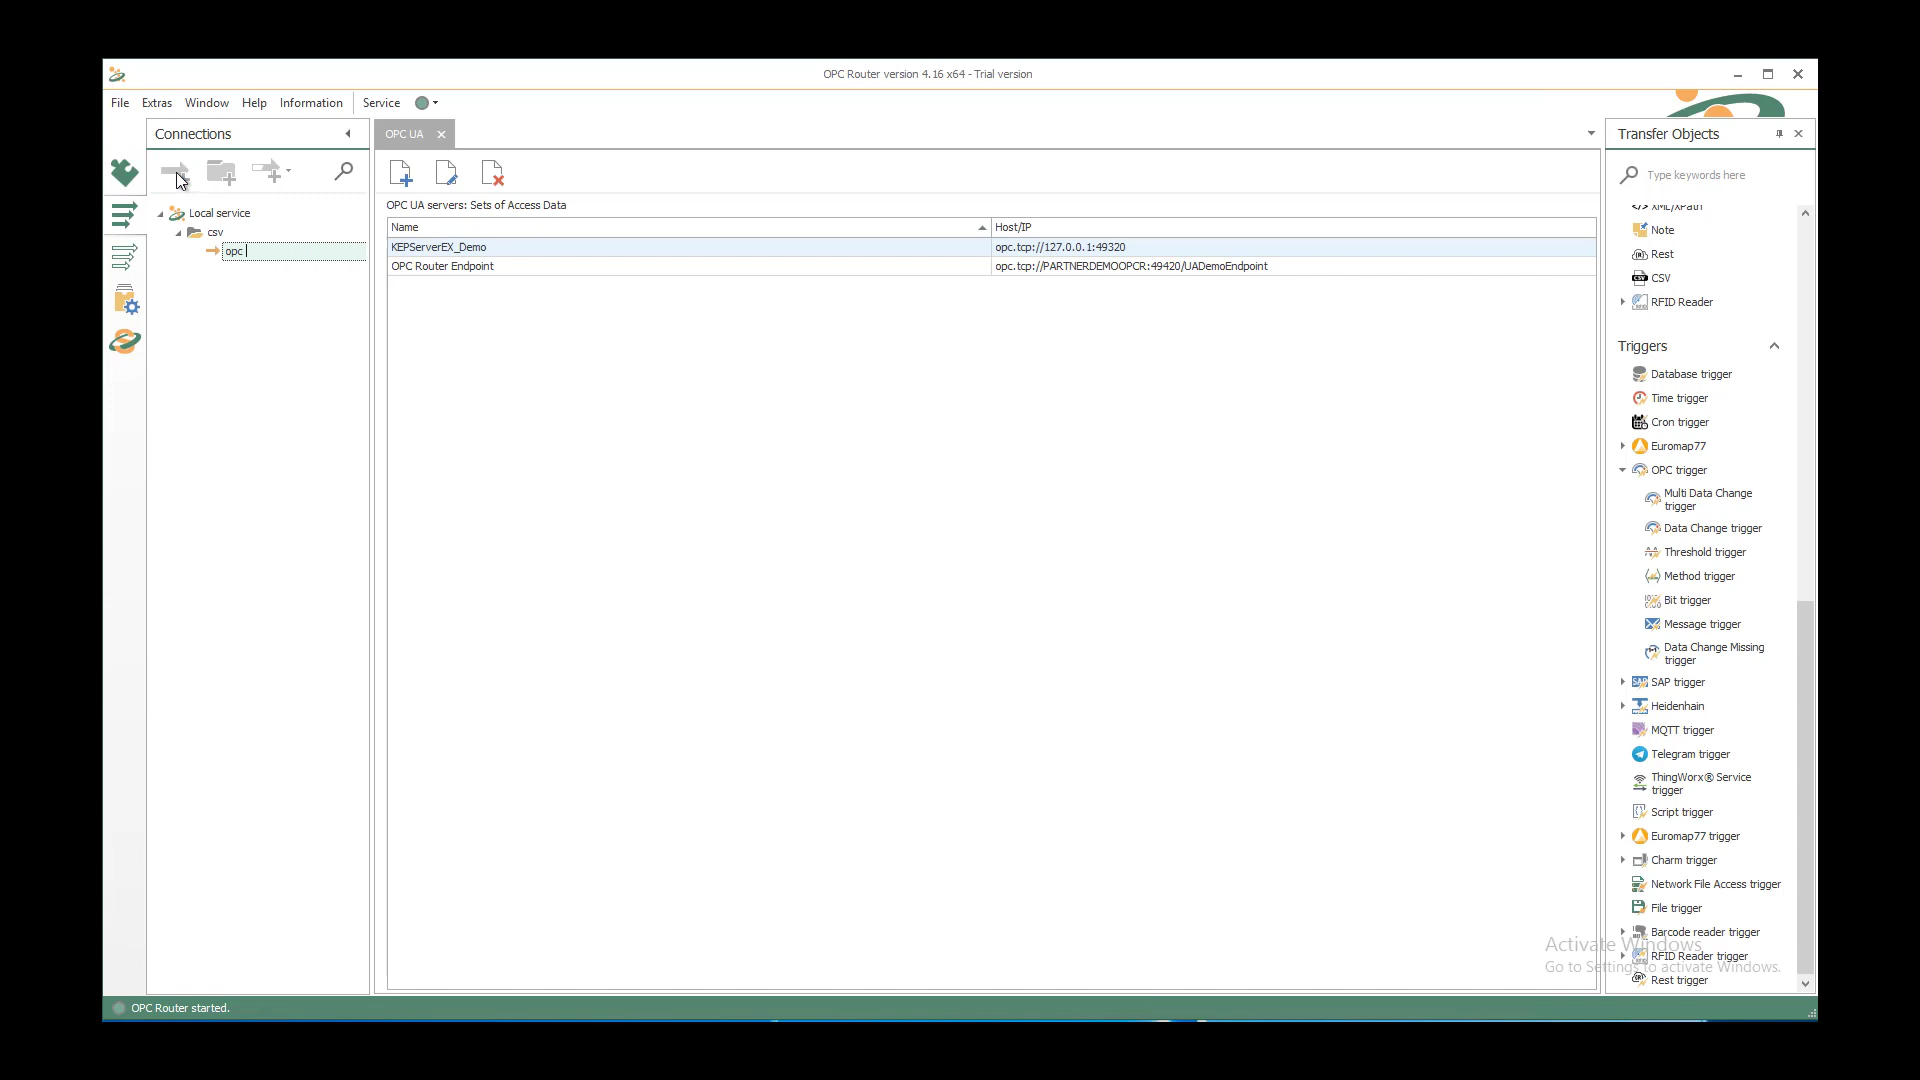 OPC Router version 4.16 x64 - Trial version
File Extras Window Help Information Service
Connections
OPC UA
Transfer Objects
Type keywords here
Local service
csv
opc
OPC UA servers: Sets of Access Data
Name Host/IP
KEPServerEX_Demo opc.tcp://127.0.0.1:49320
OPC Router Endpoint opc.tcp://PARTNERDEMOOPCR:49420/UADemoEndpoint
XML/XPath
Note
Rest
CSV
RFID Reader
Triggers
Database trigger
Time trigger
Cron trigger
Euromap77
OPC trigger
Multi Data Change
trigger
Data Change trigger
Threshold trigger
Method trigger
Bit trigger
Message trigger
Data Change Missing
trigger
SAP trigger
Heidenhain
MQTT trigger
Telegram trigger
ThingWorx® Service
trigger
Script trigger
Euromap77 trigger
Charm trigger
Network File Access trigger
File trigger
Barcode reader trigger
RFID Reader trigger
Rest trigger
Activate Windows
Go to Settings to activate Windows.
OPC Router started.